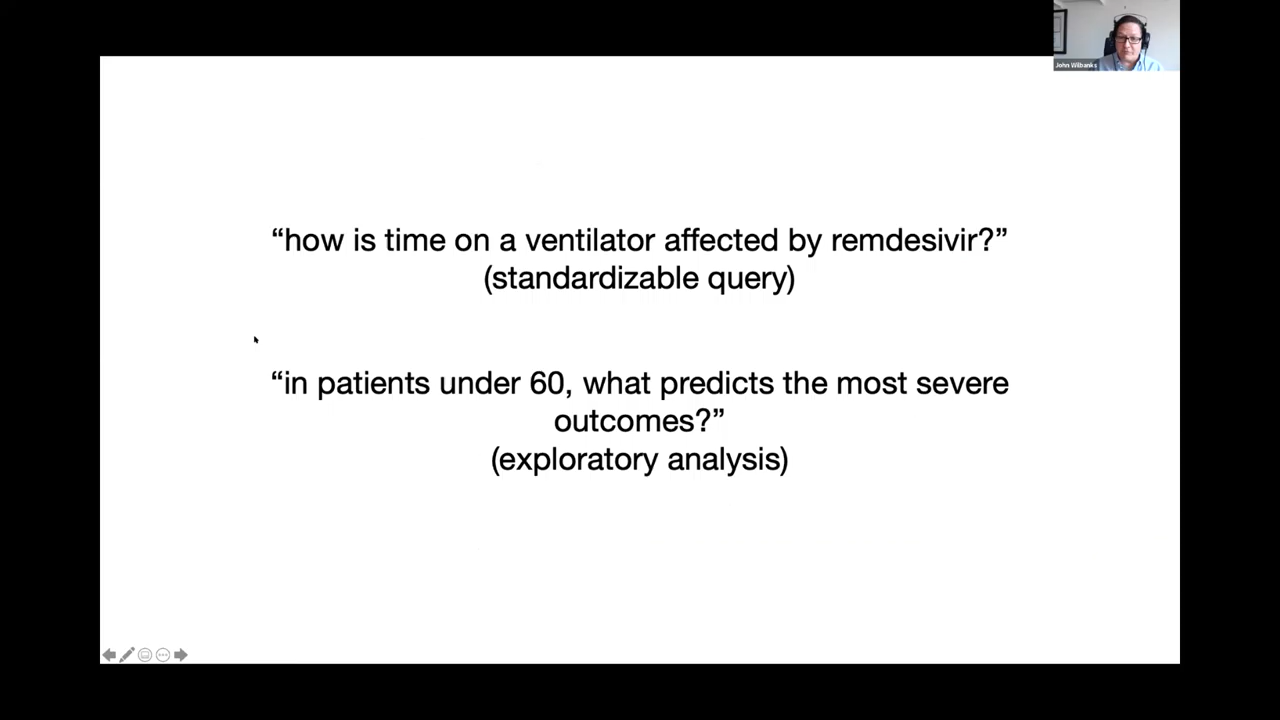 John Wilbanks
“how is time on a ventilator affected by remdesivir?”
(standardizable query)
“in patients under 60, what predicts the most severe
outcomes?”
(exploratory analysis)